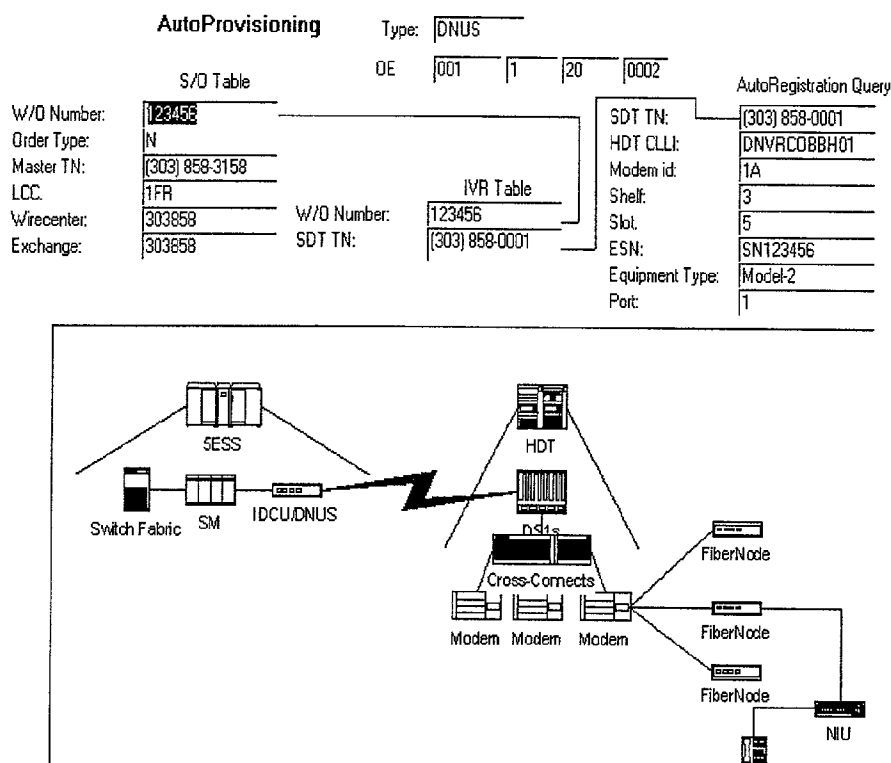 AutoProvisioning
Type: DNUS
OE 001 1 20 0002
S/O Table
W/O Number: 123456
Order Type: N
Master TN: (303) 858-3158
LCC. 1FR
Wirecenter: 303858
Exchange: 303858
IVR Table
W/O Number: 123456
SDT TN: (303) 858-0001
AutoRegistration Query
SDT TN: (303) 858-0001
HDT CLLI: DNVRCOBBH01
Modem id: 1A
Shelf: 3
Slot. 5
ESN: SN123456
Equipment Type: Model-2
Port: 1
5ESS
HDT
Switch Fabric
SM
IDCU/DNUS
DS1s
Cross-Connects
Modem
Modem
Modem
FiberNode
FiberNode
FiberNode
NIU